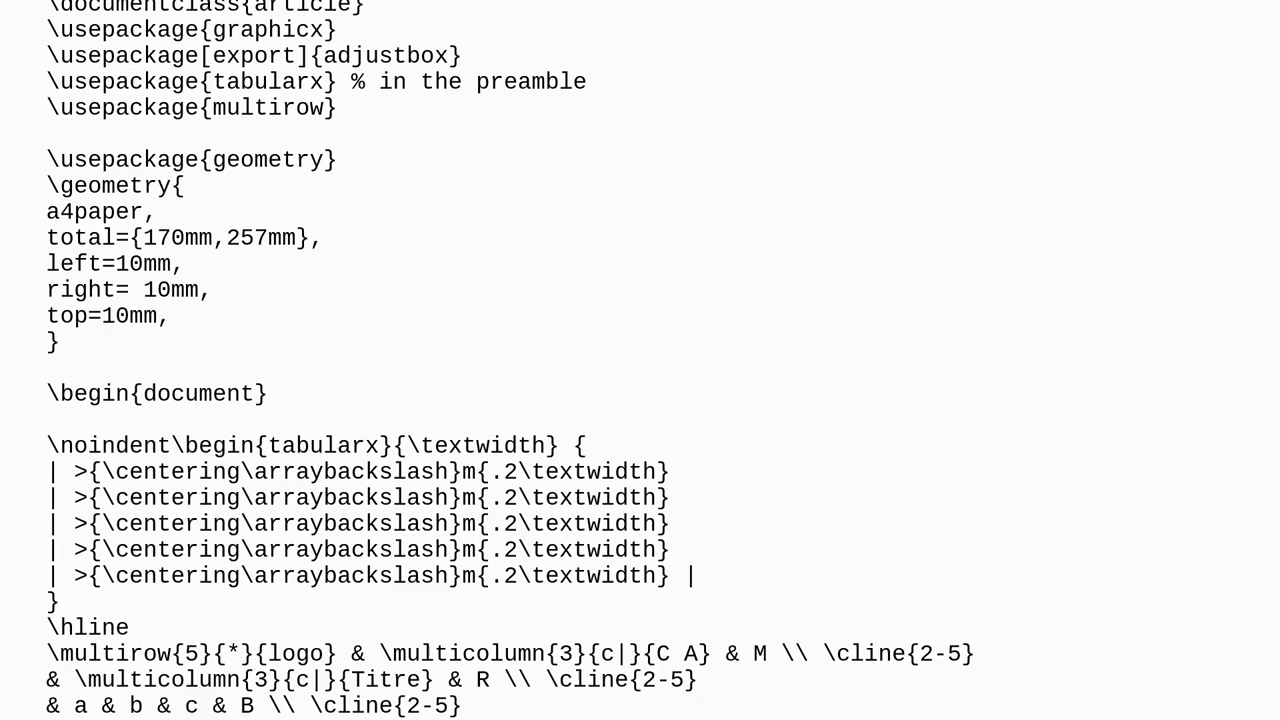 \documentclass{article}
\usepackage{graphicx}
\usepackage[export]{adjustbox}
\usepackage{tabularx} % in the preamble
\usepackage{multirow}
\usepackage{geometry}
\geometry{
a4paper,
total={170mm,257mm},
left=10mm,
right= 10mm,
top=10mm,
}
\begin{document}
\noindent\begin{tabularx}{\textwidth} {
| >{\centering\arraybackslash}m{.2\textwidth}
| >{\centering\arraybackslash}m{.2\textwidth}
| >{\centering\arraybackslash}m{.2\textwidth}
| >{\centering\arraybackslash}m{.2\textwidth}
| >{\centering\arraybackslash}m{.2\textwidth} |
}
\hline
\multirow{5}{*}{logo} & \multicolumn{3}{c|}{C A} & M \\ \cline{2-5}
& \multicolumn{3}{c|}{Titre} & R \\ \cline{2-5}
& a & b & c & B \\ \cline{2-5}